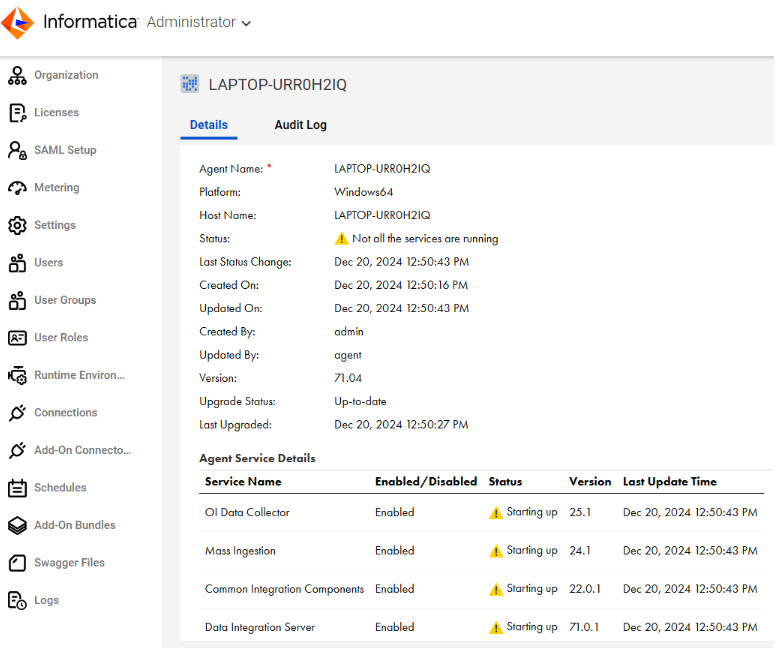 Informatica Administrator
Organization
Licenses
SAML Setup
Metering
Settings
Users
User Groups
User Roles
Runtime Environ...
Connections
Add-On Connecto...
Schedules
Add-On Bundles
Swagger Files
Logs
LAPTOP-URR0H2IQ
Details Audit Log
Agent Name: * LAPTOP-URR0H2IQ
Platform: Windows64
Host Name: LAPTOP-URR0H2IQ
Status: Not all the services are running
Last Status Change: Dec 20, 2024 12:50:43 PM
Created On: Dec 20, 2024 12:50:16 PM
Updated On: Dec 20, 2024 12:50:43 PM
Created By: admin
Updated By: agent
Version: 71.04
Upgrade Status: Up-to-date
Last Upgraded: Dec 20, 2024 12:50:27 PM
Agent Service Details
Service Name Enabled/Disabled Status Version Last Update Time
OI Data Collector Enabled Starting up 25.1 Dec 20, 2024 12:50:43 PM
Mass Ingestion Enabled Starting up 24.1 Dec 20, 2024 12:50:43 PM
Common Integration Components Enabled Starting up 22.0.1 Dec 20, 2024 12:50:43 PM
Data Integration Server Enabled Starting up 71.0.1 Dec 20, 2024 12:50:43 PM